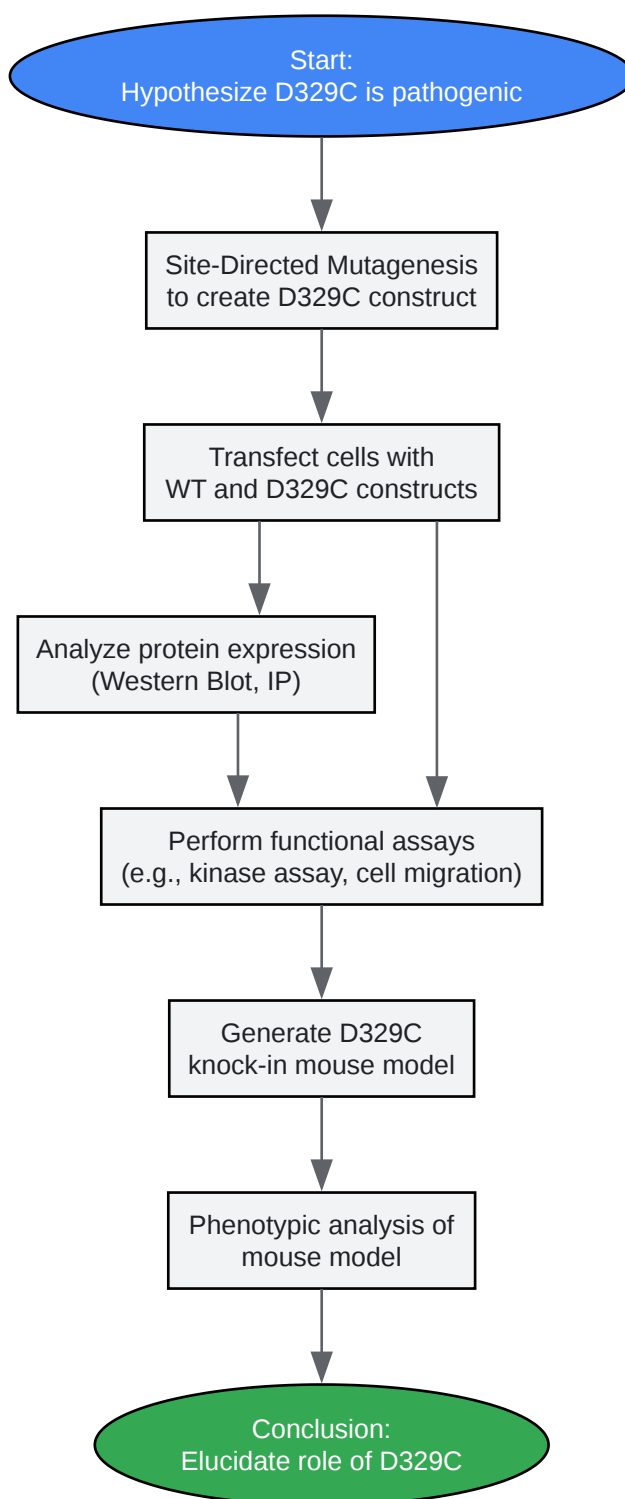 Start:
Hypothesize D329C is pathogenic
Site-Directed Mutagenesis
to create D329C construct
Transfect cells with
WT and D329C constructs
Analyze protein expression
(Western Blot, IP)
Perform functional assays
(e.g., kinase assay, cell migration)
Generate D329C
knock-in mouse model
Phenotypic analysis of
mouse model
Conclusion:
Elucidate role of D329C